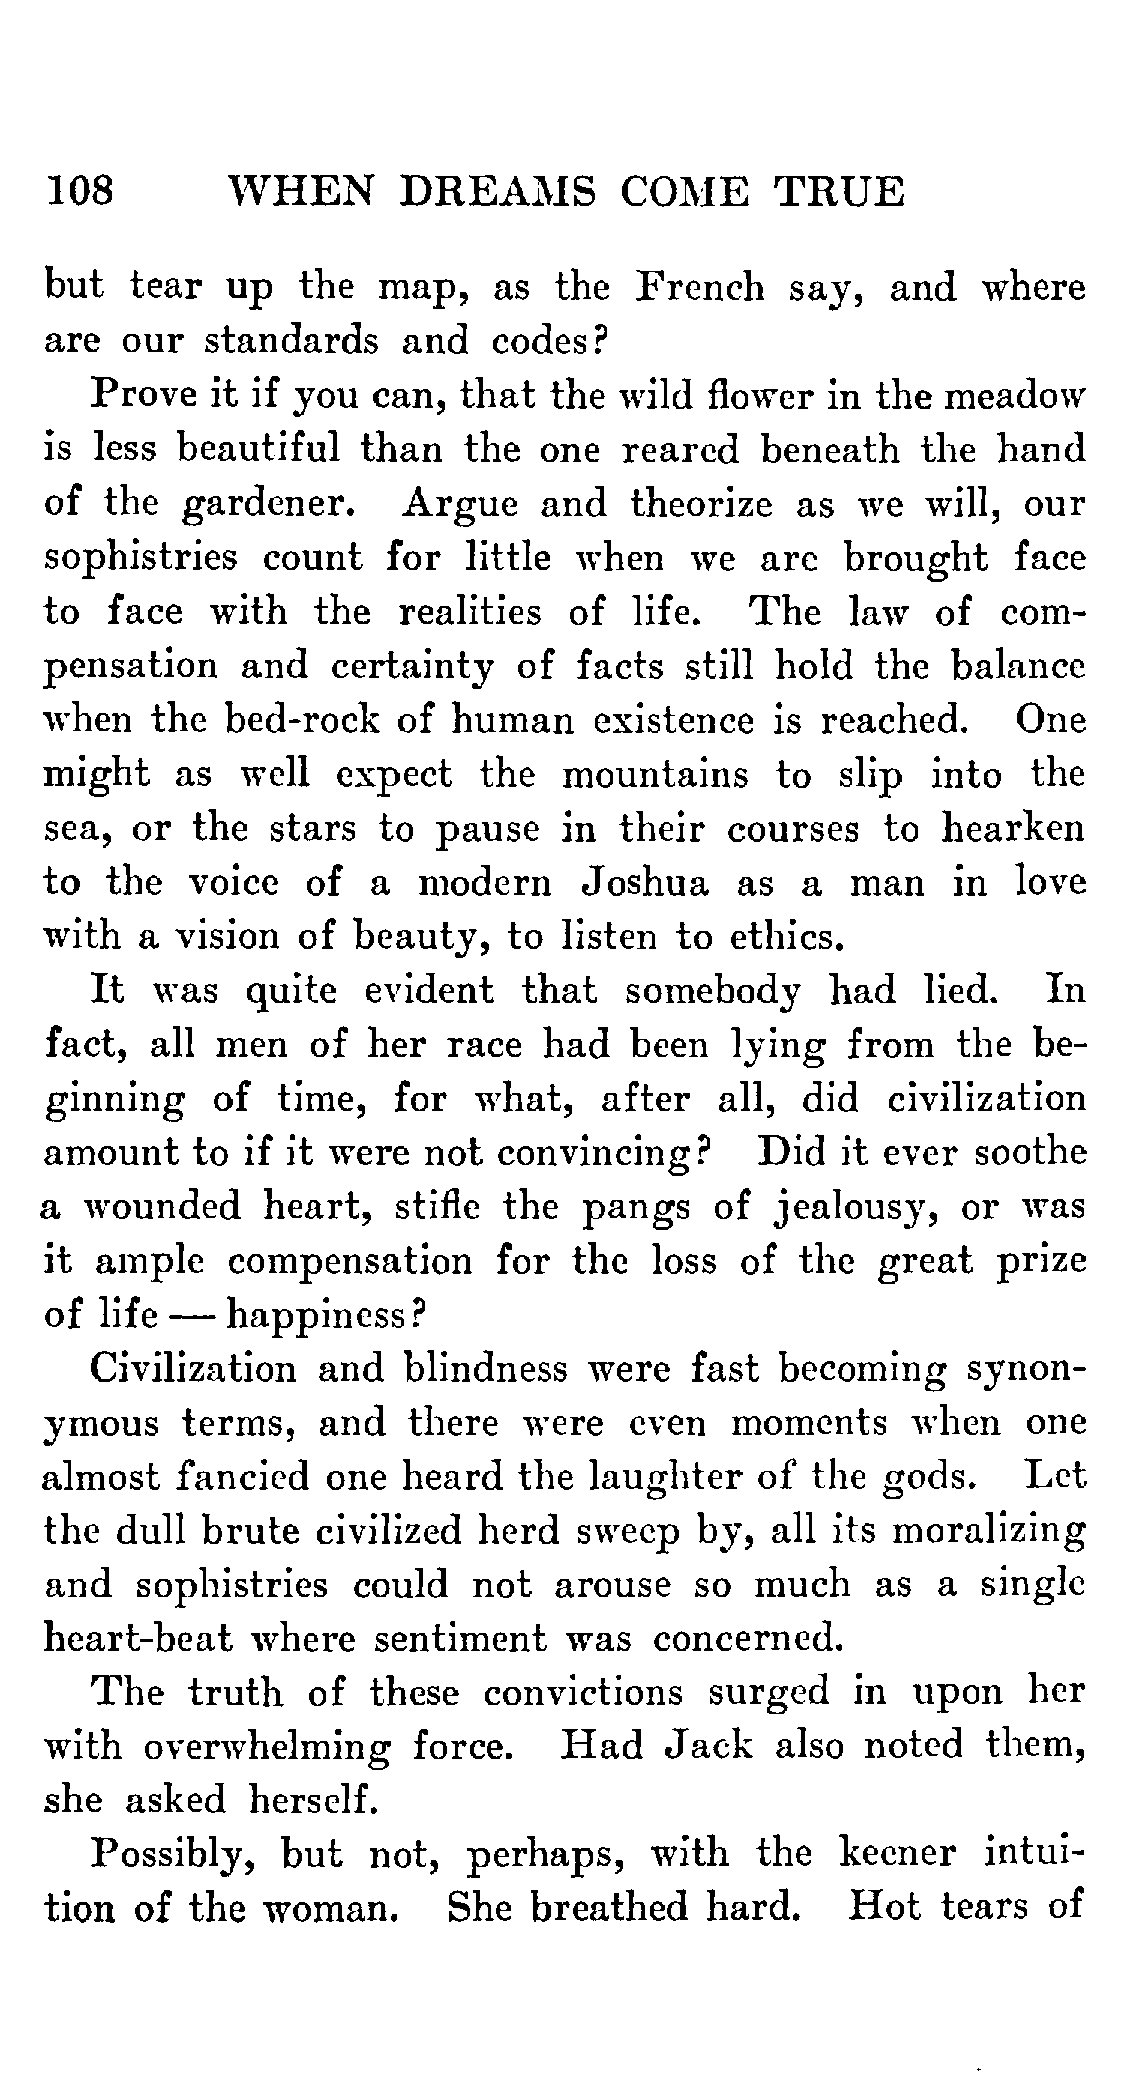 108 WHEN DREAMS COME TRUE
but tear up the map, as the French say, and where
are our standards and codes?
Prove it if you can, that the wild flower in the meadow
is less beautiful than the one reared beneath the hand
of the gardener. Argue and theorize as we will, our
sophistries count for little when we are brought face
to face with the realities of life. The law of com-
pensation and certainty of facts still hold the balance
when the bed-rock of human existence is reached. One
might as well expect the mountains to slip into the
sea, or the stars to pause in their courses to hearken
to the voice of a modern Joshua as a man in love
with a vision of beauty, to listen to ethics.
It was quite evident that somebody had lied. In
fact, all men of her race had been lying from the be-
ginning of time, for what, after all, did civilization
amount to if it were not convincing? Did it ever soothe
a wounded heart, stifle the pangs of jealousy, or was
it ample compensation for the loss of the great prize
of life — happiness?
Civilization and blindness were fast becoming synon-
ymous terms, and there were even moments when one
almost fancied one heard the laughter of the gods. Let
the dull brute civilized herd sweep by, all its moralizing
and sophistries could not arouse so much as a single
heart-beat where sentiment was concerned.
The truth of these convictions surged in upon her
with overwhelming force. Had Jack also noted them,
she asked herself.
Possibly, but not, perhaps, with the keener intui-
tion of the woman. She breathed hard. Hot tears of